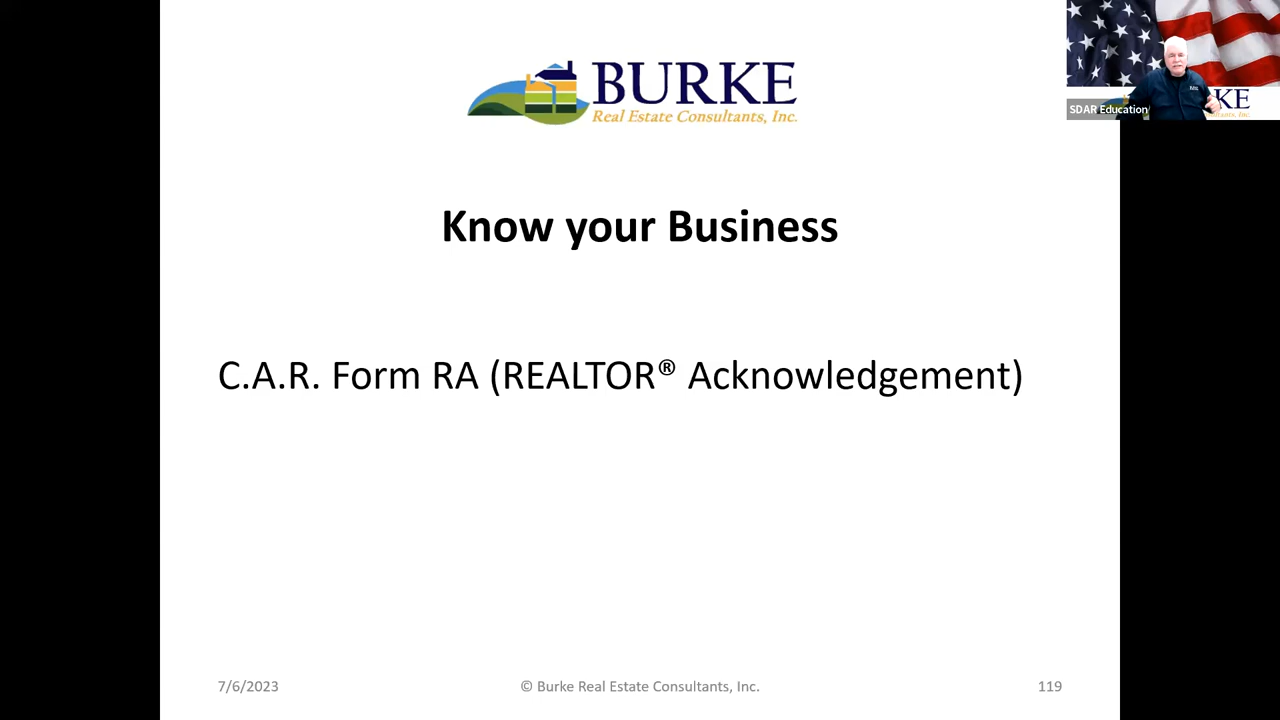 BURKE
Real Estate Consultants, Inc.
SDAR Education
KE
Know your Business
C.A.R. Form RA (REALTOR® Acknowledgement)
7/6/2023
© Burke Real Estate Consultants, Inc.
119